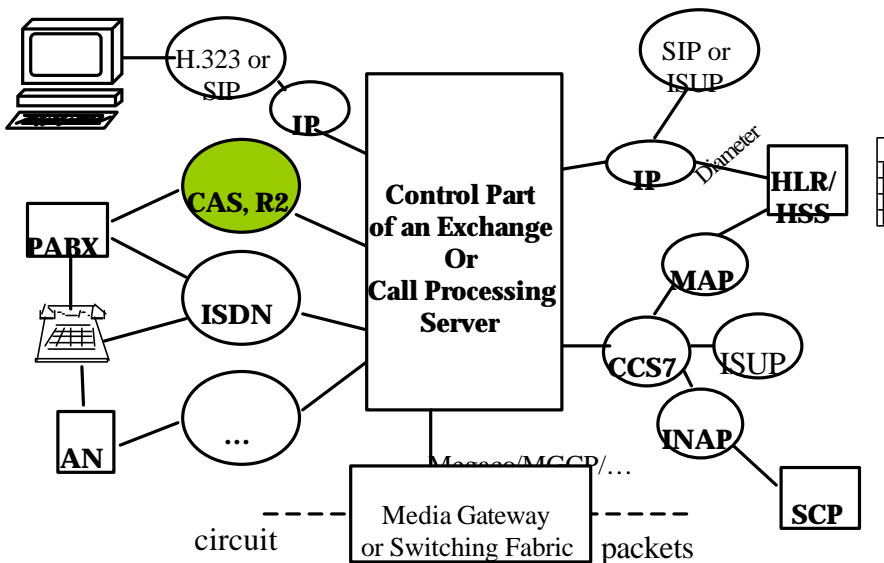 H.323 or
SIP
IP
CAS, R2
PABX
ISDN
...
AN
Control Part
of an Exchange
Or
Call Processing
Server
SIP or
ISUP
IP
Diameter
HLR/
HSS
MAP
CCS7
ISUP
INAP
SCP
Megaco/MGCP/...
Media Gateway
or Switching Fabric
circuit
packets